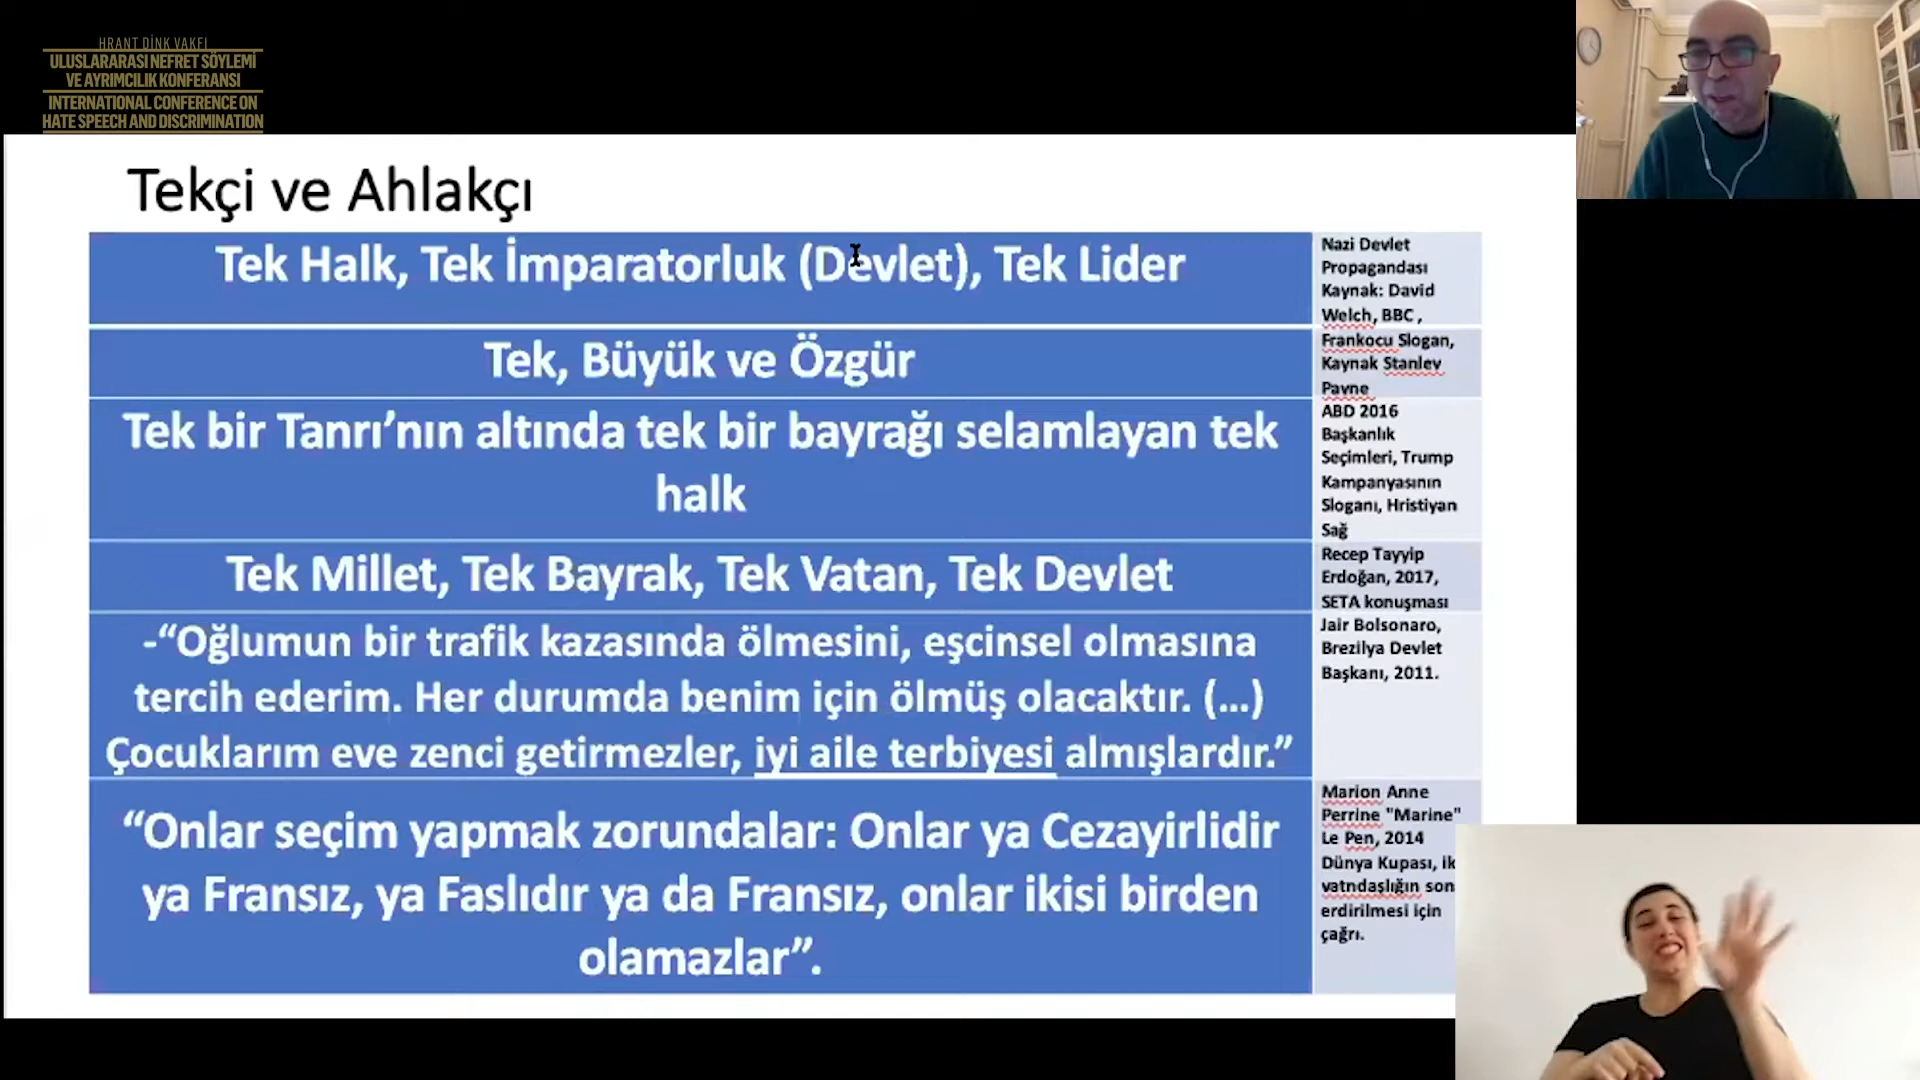 HRANT DİNK VAKFI
ULUSLARARASI NEFRET SÖYLEMİ
VE AYRIMCILIK KONFERANSI
INTERNATIONAL CONFERENCE ON
HATE SPEECH AND DISCRIMINATION
Tekçi ve Ahlakçı
Tek Halk, Tek İmparatorluk (Devlet), Tek Lider
Nazi Devlet
Propagandası
Kaynak: David
Welch, BBC ,
Tek, Büyük ve Özgür
Frankocu Slogan,
Kaynak Stanley
Payne
Tek bir Tanrı’nın altında tek bir bayrağı selamlayan tek
halk
ABD 2016
Başkanlık
Seçimleri, Trump
Kampanyasının
Sloganı, Hristiyan
Sağ
Tek Millet, Tek Bayrak, Tek Vatan, Tek Devlet
Recep Tayyip
Erdoğan, 2017,
SETA konuşması
-“Oğlumun bir trafik kazasında ölmesini, eşcinsel olmasına
tercih ederim. Her durumda benim için ölmüş olacaktır. (...)
Çocuklarım eve zenci getirmezler, iyi aile terbiyesi almışlardır.”
Jair Bolsonaro,
Brezilya Devlet
Başkanı, 2011.
“Onlar seçim yapmak zorundalar: Onlar ya Cezayirlidir
ya Fransız, ya Faslıdır ya da Fransız, onlar ikisi birden
olamazlar”.
Marion Anne
Perrine "Marine"
Le Pen, 2014
Dünya Kupası, ik
vatndaşlığın son
erdirilmesi için
çağrı.